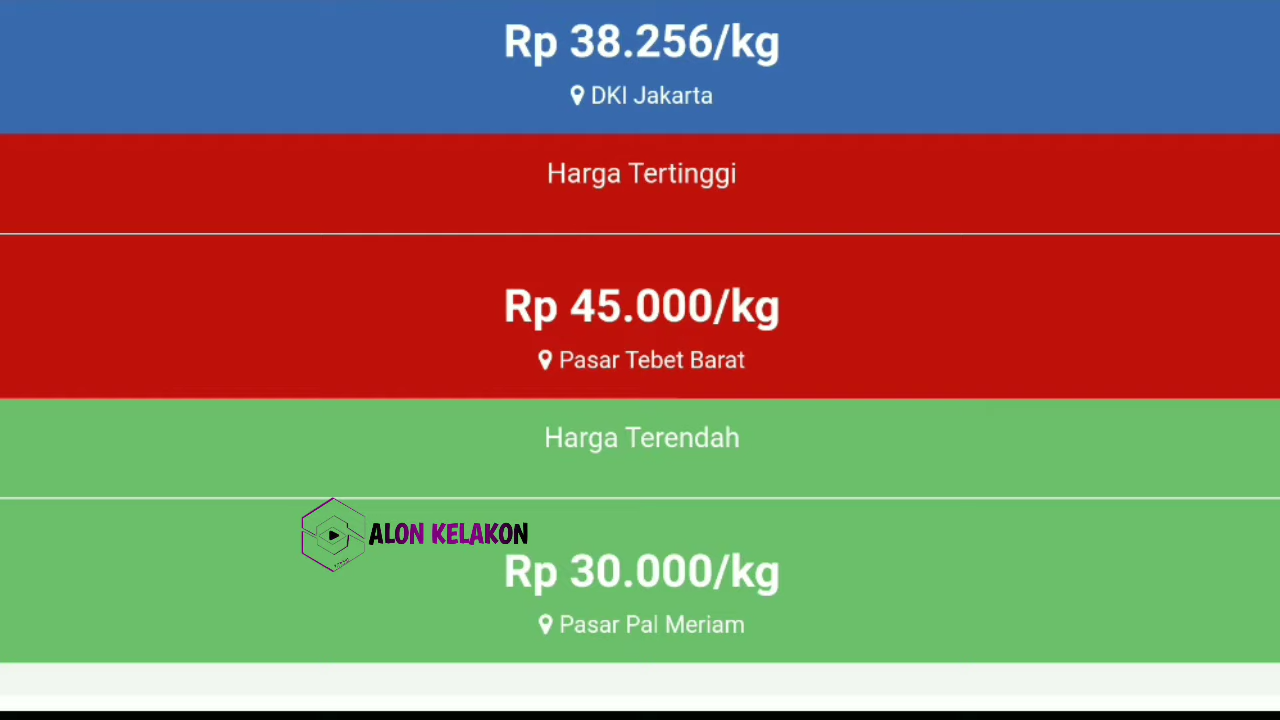 Rp 38.256/kg
DKI Jakarta
Harga Tertinggi
Rp 45.000/kg
Pasar Tebet Barat
Harga Terendah
ALON KELAKON
Rp 30.000/kg
Pasar Pal Meriam